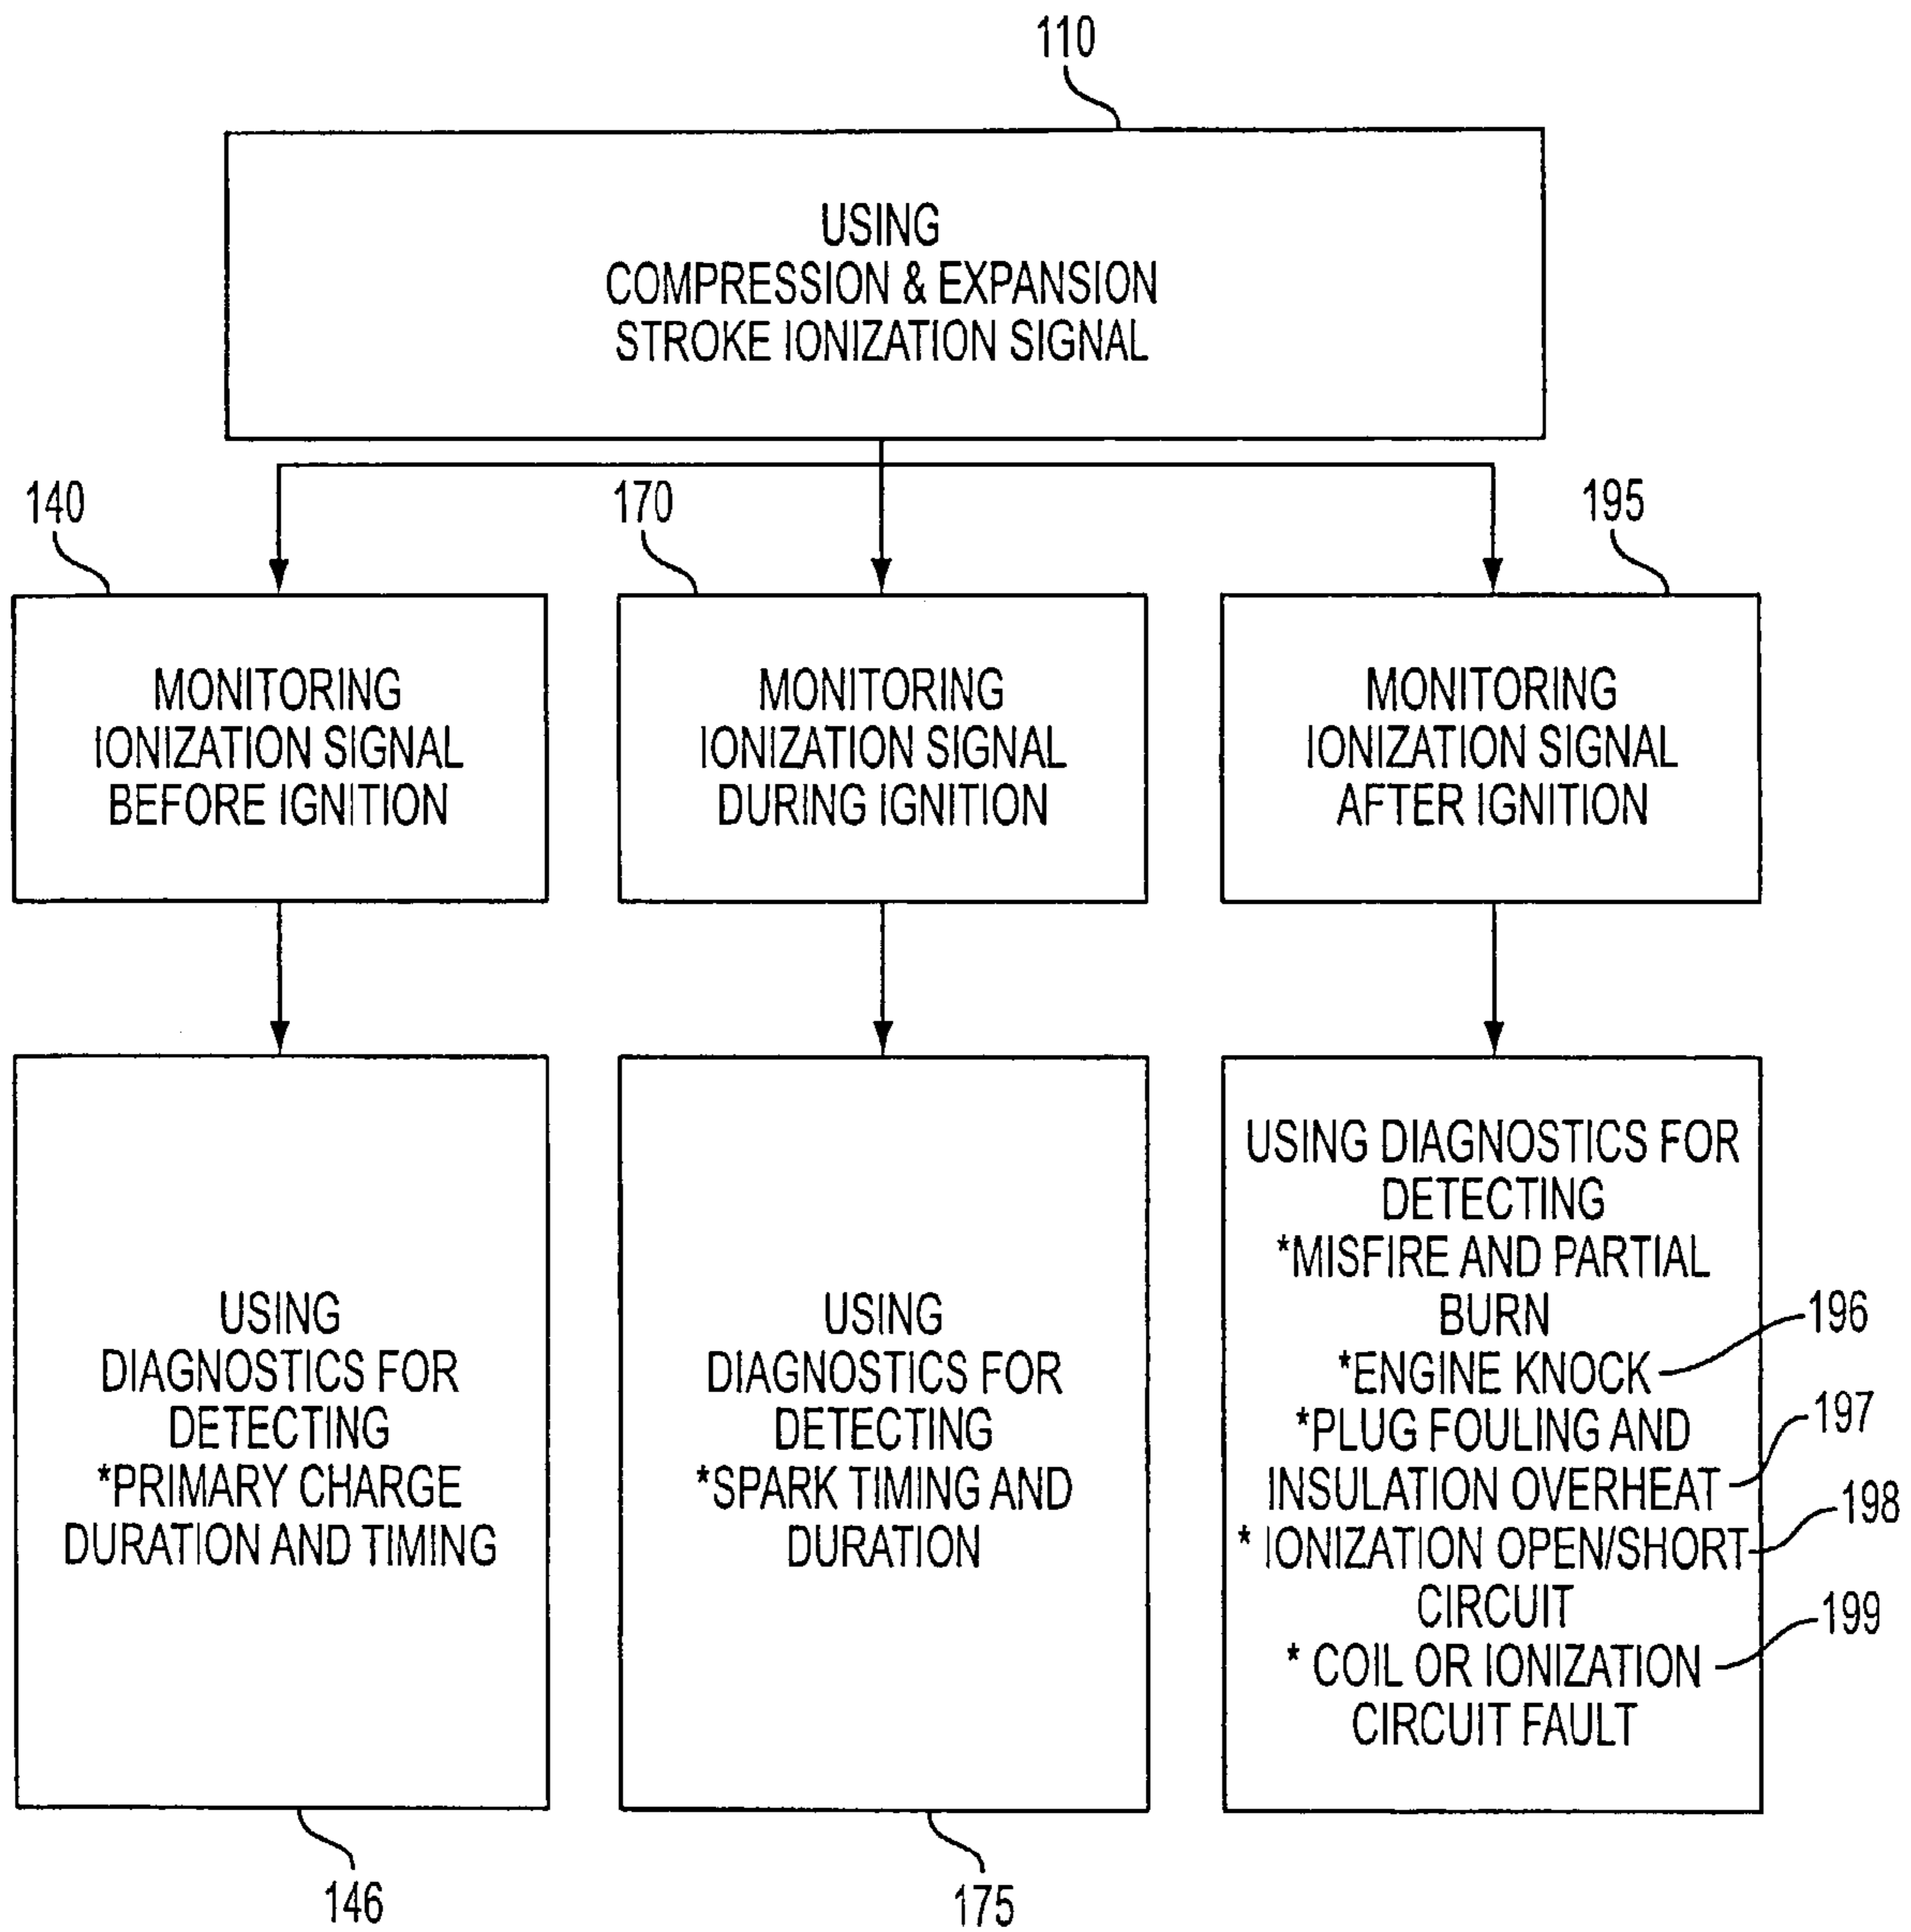 110
USING
COMPRESSION & EXPANSION
STROKE IONIZATION SIGNAL
140
MONITORING
IONIZATION SIGNAL
BEFORE IGNITION
170
MONITORING
IONIZATION SIGNAL
DURING IGNITION
195
MONITORING
IONIZATION SIGNAL
AFTER IGNITION
USING
DIAGNOSTICS FOR
DETECTING
*PRIMARY CHARGE
DURATION AND TIMING
146
USING
DIAGNOSTICS FOR
DETECTING
*SPARK TIMING AND
DURATION
175
USING DIAGNOSTICS FOR
DETECTING
*MISFIRE AND PARTIAL
BURN
*ENGINE KNOCK
196
*PLUG FOULING AND
INSULATION OVERHEAT
197
* IONIZATION OPEN/SHORT
CIRCUIT
198
* COIL OR IONIZATION
CIRCUIT FAULT
199